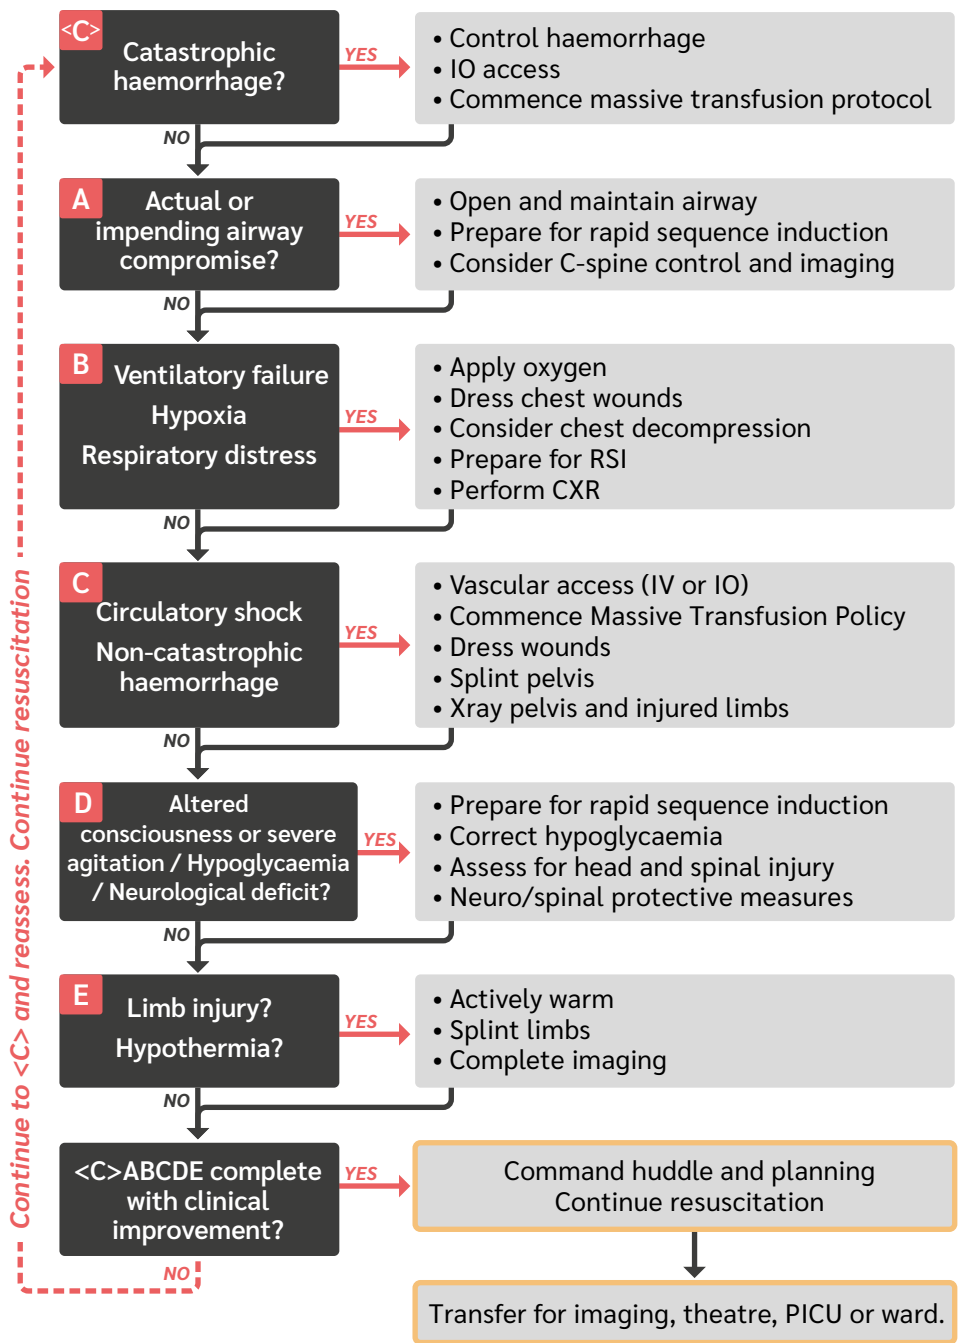 <C>
Catastrophic
haemorrhage?
YES
• Control haemorrhage
• IO access
• Commence massive transfusion protocol
NO
A
Actual or
impending airway
compromise?
YES
• Open and maintain airway
• Prepare for rapid sequence induction
• Consider C-spine control and imaging
NO
B
Ventilatory failure
Hypoxia
Respiratory distress
YES
• Apply oxygen
• Dress chest wounds
• Consider chest decompression
• Prepare for RSI
• Perform CXR
NO
C
Circulatory shock
Non-catastrophic
haemorrhage
YES
• Vascular access (IV or IO)
• Commence Massive Transfusion Policy
• Dress wounds
• Splint pelvis
• Xray pelvis and injured limbs
NO
D
Altered
consciousness or severe
agitation / Hypoglycaemia
/ Neurological deficit?
YES
• Prepare for rapid sequence induction
• Correct hypoglycaemia
• Assess for head and spinal injury
• Neuro/spinal protective measures
NO
E
Limb injury?
Hypothermia?
YES
• Actively warm
• Splint limbs
• Complete imaging
NO
<C>ABCDE complete
with clinical
improvement?
YES
Command huddle and planning
Continue resuscitation
NO
Transfer for imaging, theatre, PICU or ward.
Continue to <C> and reassess. Continue resuscitation